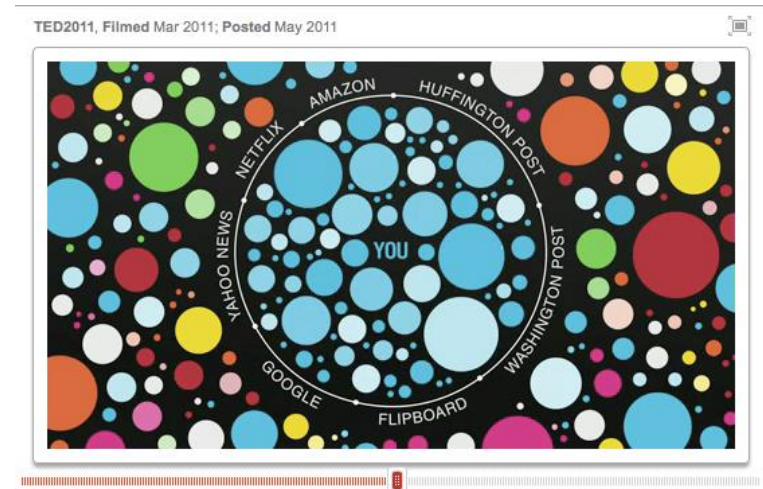 TED2011, Filmed Mar 2011; Posted May 2011
AMAZON
HUFFINGTON POST
NETFLIX
YAHOO NEWS
YOU
WASHINGTON POST
GOOGLE
FLIPBOARD